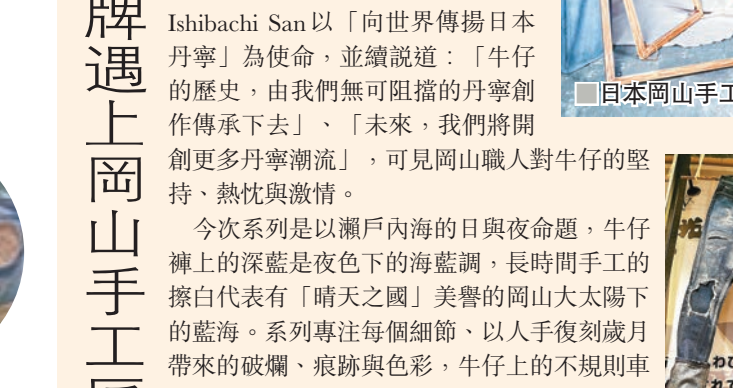 牌遇上岡山手工
Ishibachi San以「向世界傳揚日本
丹寧」為使命，並續說道：「牛仔
的歷史，由我們無可阻擋的丹寧創
作傳承下去」、「未來，我們將開
創更多丹寧潮流」，可見岡山職人對牛仔的堅
持、熱忱與激情。
今次系列是以瀨戶內海的日與夜命題，牛仔
褲上的深藍是夜色下的海藍調，長時間手工的
擦白代表有「晴天之國」美譽的岡山大太陽下
的藍海。系列專注每個細節、以人手復刻歲月
帶來的破爛、痕跡與色彩，牛仔上的不規則車
■日本岡山手工